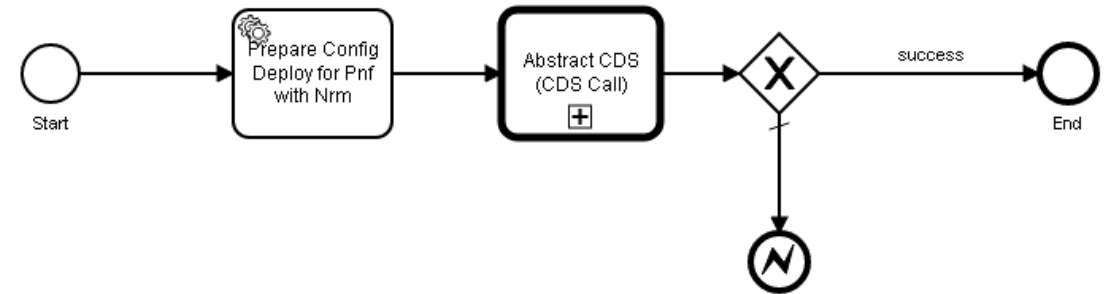 Prepare Config
Deploy for Pnf
with Nrm
Abstract CDS
(CDS Call)
success
Start
End